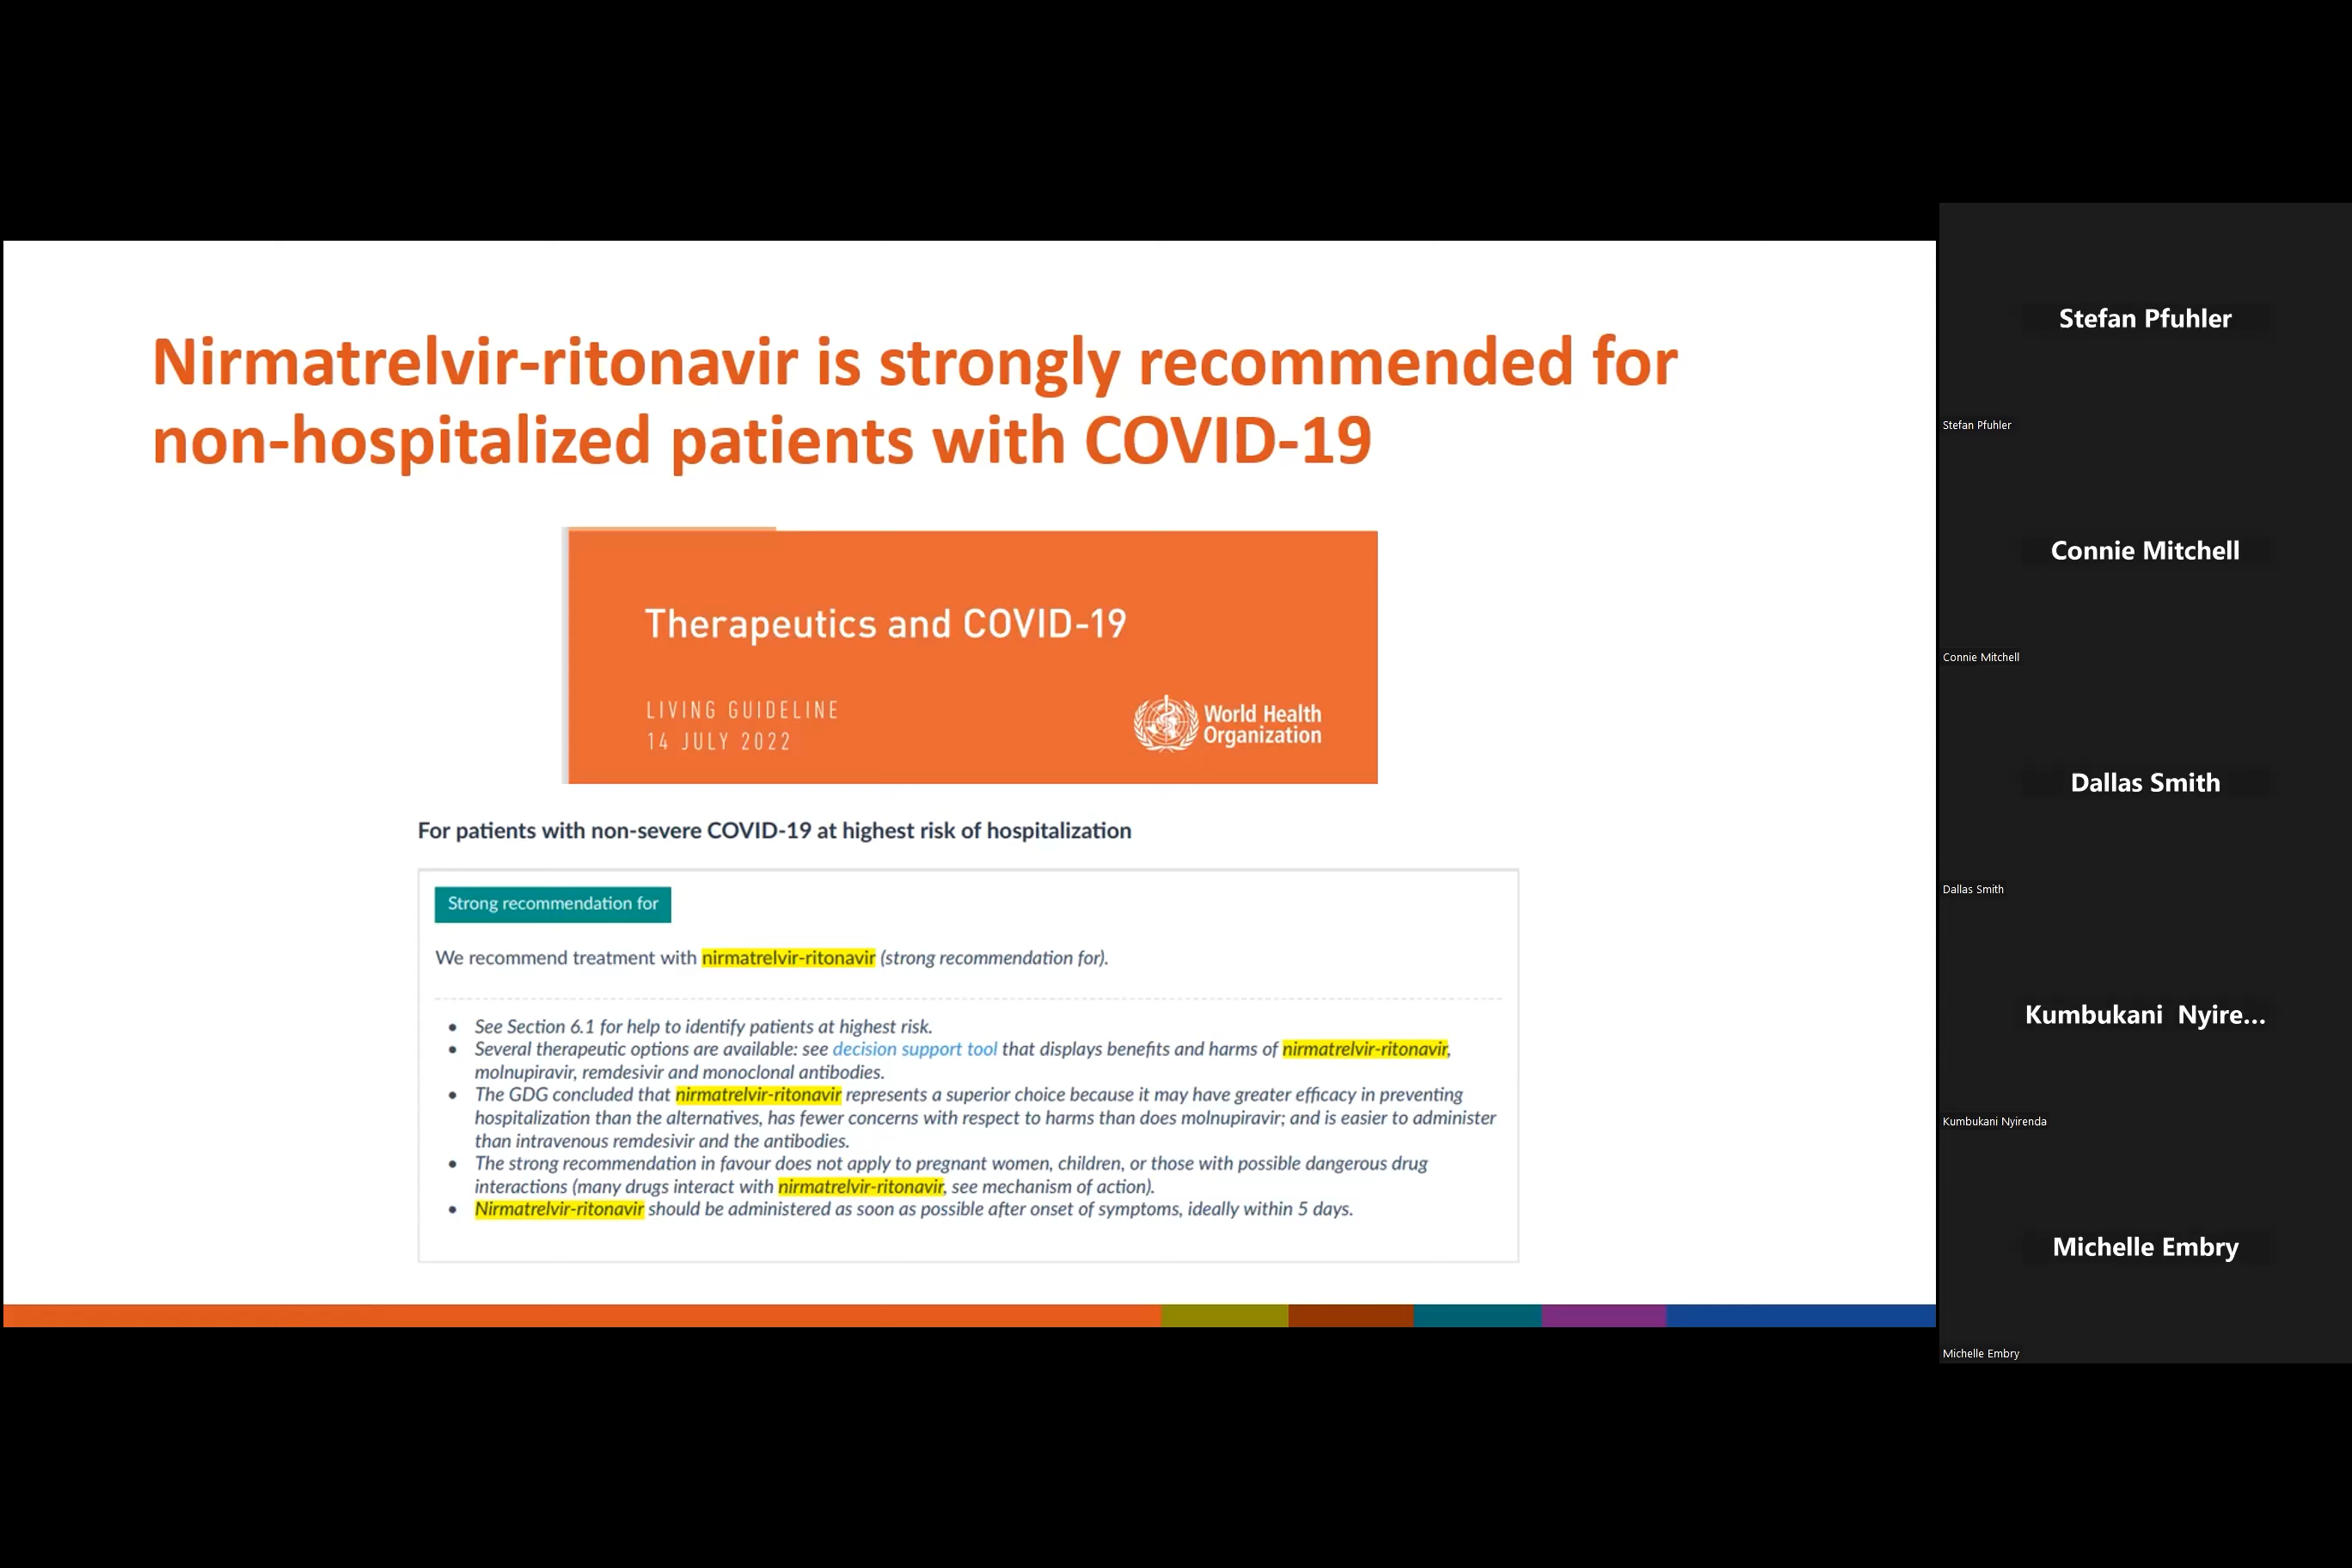 Nirmatrelvir-ritonavir is strongly recommended for
non-hospitalized patients with COVID-19
Therapeutics and COVID-19
LIVING GUIDELINE
14 JULY 2022
World Health
Organization
For patients with non-severe COVID-19 at highest risk of hospitalization
Strong recommendation for
We recommend treatment with nirmatrelvir-ritonavir (strong recommendation for).
• See Section 6.1 for help to identify patients at highest risk.
• Several therapeutic options are available: see decision support tool that displays benefits and harms of nirmatrelvir-ritonavir,
molnupiravir, remdesivir and monoclonal antibodies.
• The GDG concluded that nirmatrelvir-ritonavir represents a superior choice because it may have greater efficacy in preventing
hospitalization than the alternatives, has fewer concerns with respect to harms than does molnupiravir; and is easier to administer
than intravenous remdesivir and the antibodies.
• The strong recommendation in favour does not apply to pregnant women, children, or those with possible dangerous drug
interactions (many drugs interact with nirmatrelvir-ritonavir, see mechanism of action).
• Nirmatrelvir-ritonavir should be administered as soon as possible after onset of symptoms, ideally within 5 days.
Stefan Pfuhler
Stefan Pfuhler
Connie Mitchell
Connie Mitchell
Dallas Smith
Dallas Smith
Kumbukani Nyire...
Kumbukani Nyirenda
Michelle Embry
Michelle Embry